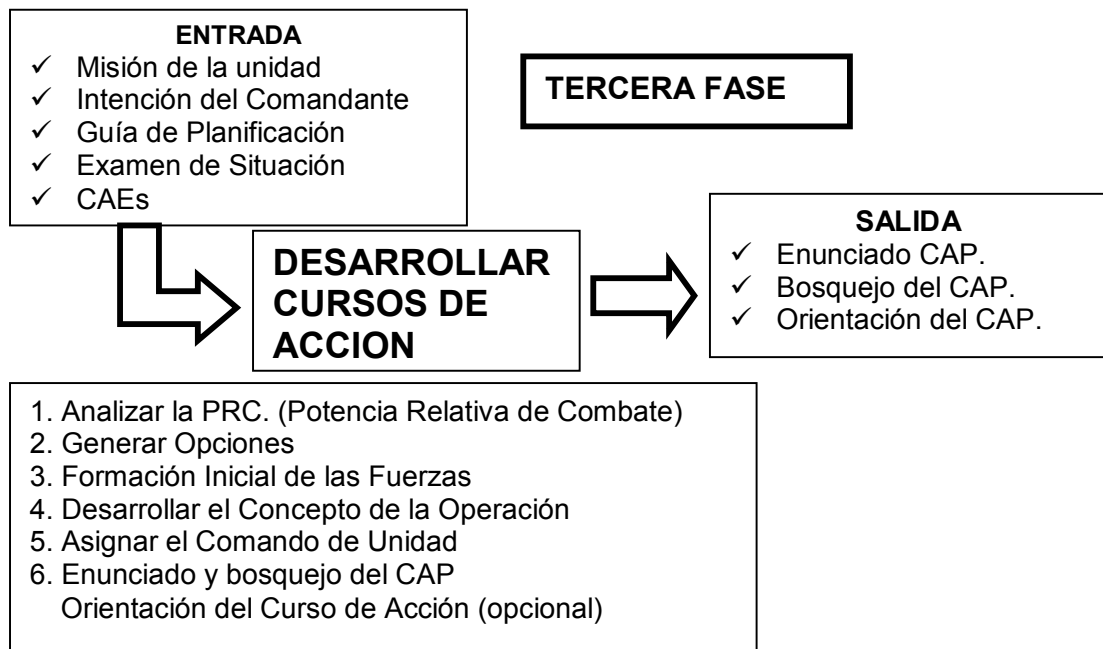 ENTRADA
✓ Misión de la unidad
✓ Intención del Comandante
✓ Guía de Planificación
✓ Examen de Situación
✓ CAEs
TERCERA FASE
DESARROLLAR
CURSOS DE
ACCION
SALIDA
✓ Enunciado CAP.
✓ Bosquejo del CAP.
✓ Orientación del CAP.
1. Analizar la PRC. (Potencia Relativa de Combate)
2. Generar Opciones
3. Formación Inicial de las Fuerzas
4. Desarrollar el Concepto de la Operación
5. Asignar el Comando de Unidad
6. Enunciado y bosquejo del CAP
Orientación del Curso de Acción (opcional)